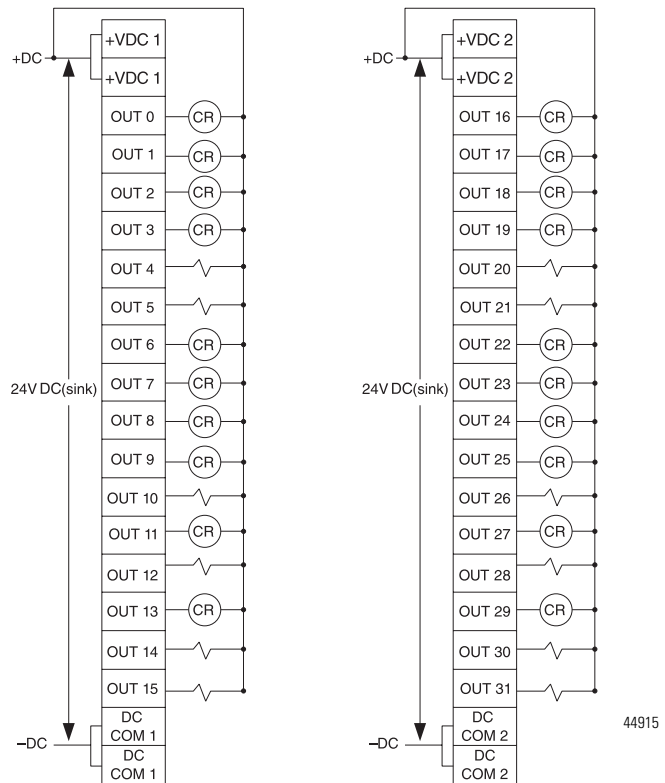 +DC
+VDC 1
+VDC 1
OUT 0 CR
OUT 1 CR
OUT 2 CR
OUT 3 CR
OUT 4
OUT 5
OUT 6 CR
OUT 7 CR
24V DC(sink)
OUT 8 CR
OUT 9 CR
OUT 10
OUT 11 CR
OUT 12
OUT 13 CR
OUT 14
OUT 15
DC
COM 1
–DC
DC
COM 1
+DC
+VDC 2
+VDC 2
OUT 16 CR
OUT 17 CR
OUT 18 CR
OUT 19 CR
OUT 20
OUT 21
OUT 22 CR
OUT 23 CR
24V DC(sink)
OUT 24 CR
OUT 25 CR
OUT 26
OUT 27 CR
OUT 28
OUT 29 CR
OUT 30
OUT 31
DC
COM 2
–DC
DC
COM 2
44915